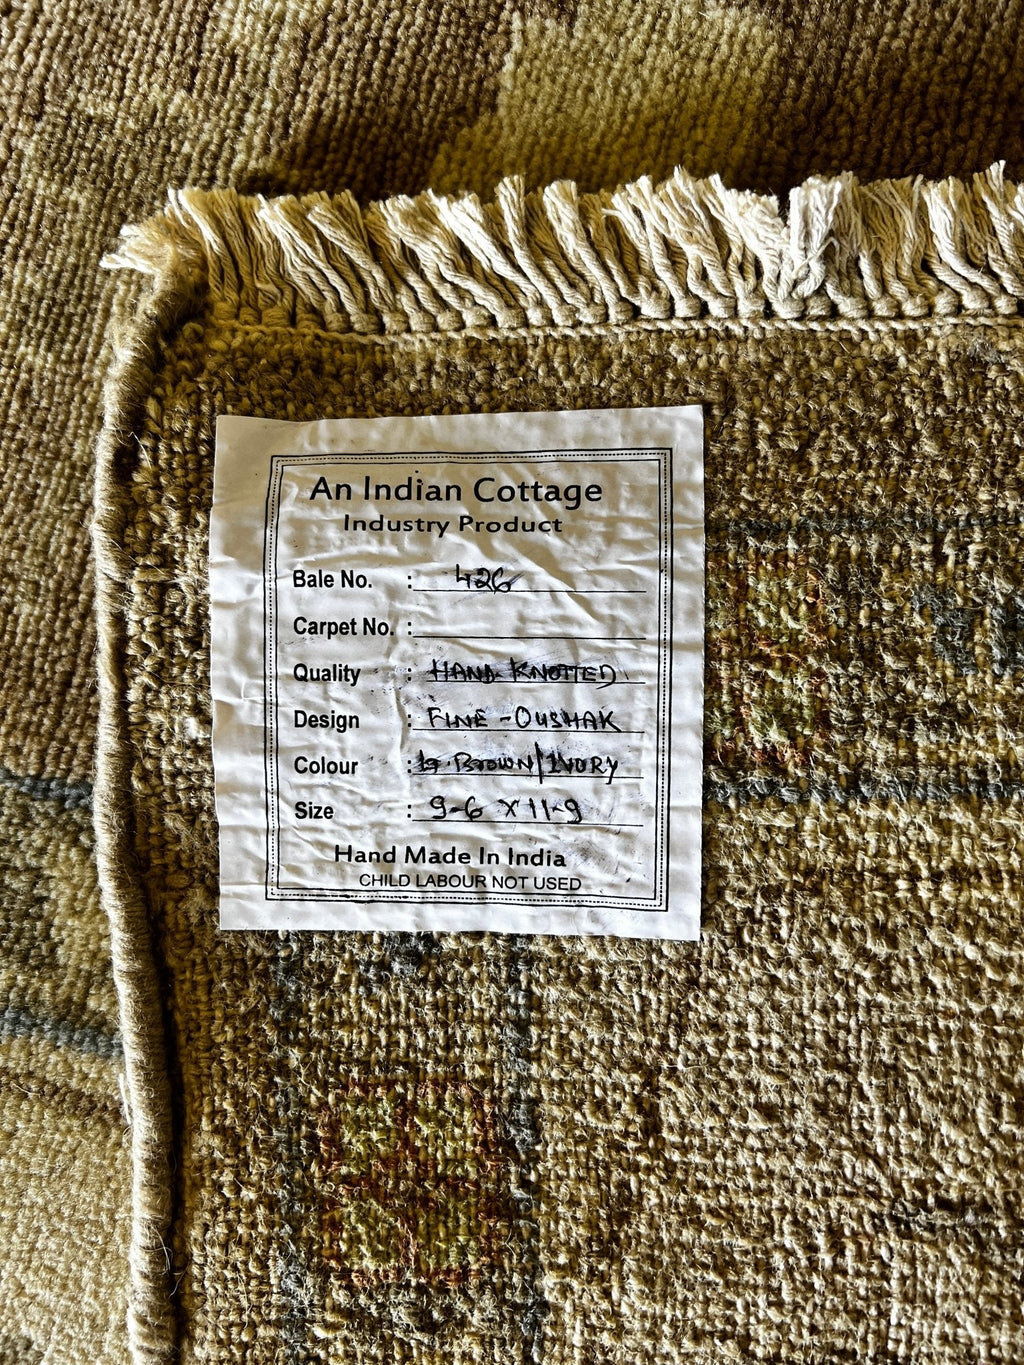 An Indian Cottage
Industry Product
Bale No. : 426
Carpet No. :
Quality : HAND KNOTTED
Design : FINE - OUSHAK
Colour : Lg. BROWN/IVORY
Size : 9-6 X 11-9
Hand Made In India
CHILD LABOUR NOT USED